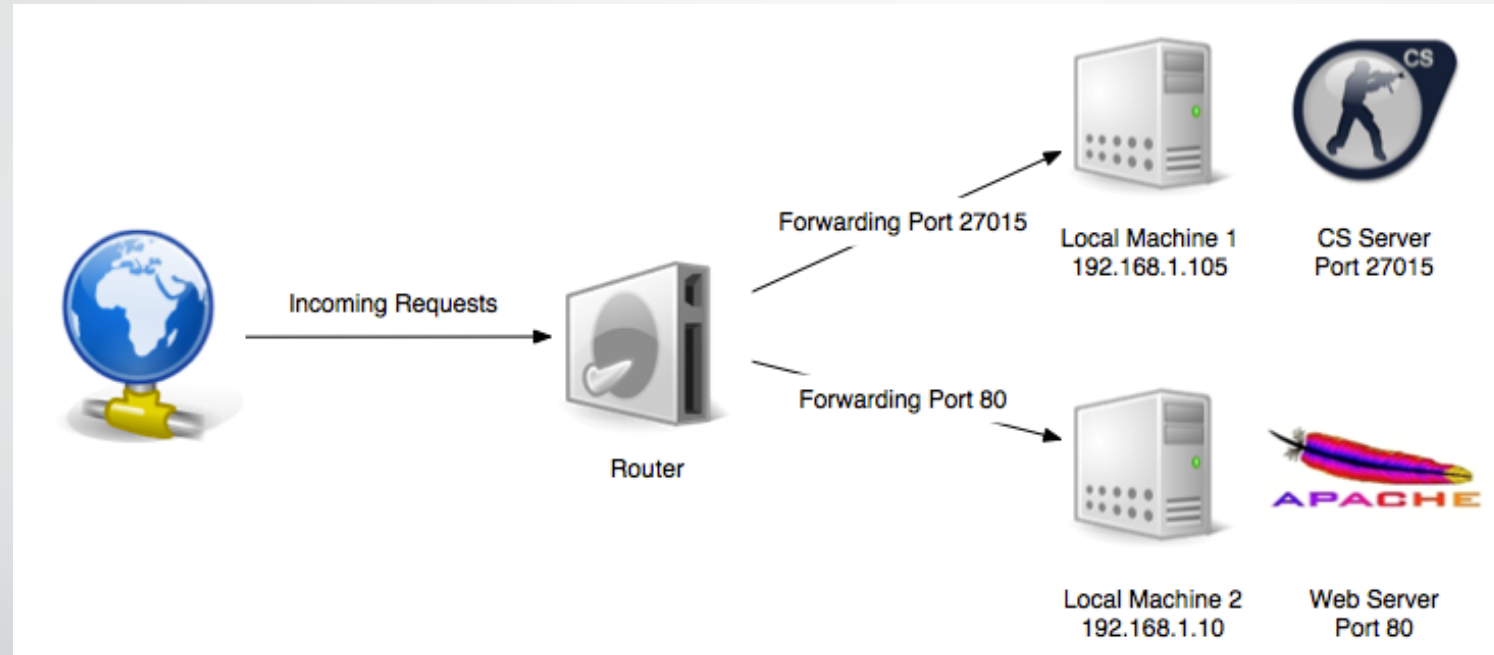 CS
Forwarding Port 27015
Local Machine 1
192.168.1.105
CS Server
Port 27015
Incoming Requests
Router
Forwarding Port 80
APACHE
Local Machine 2
192.168.1.10
Web Server
Port 80